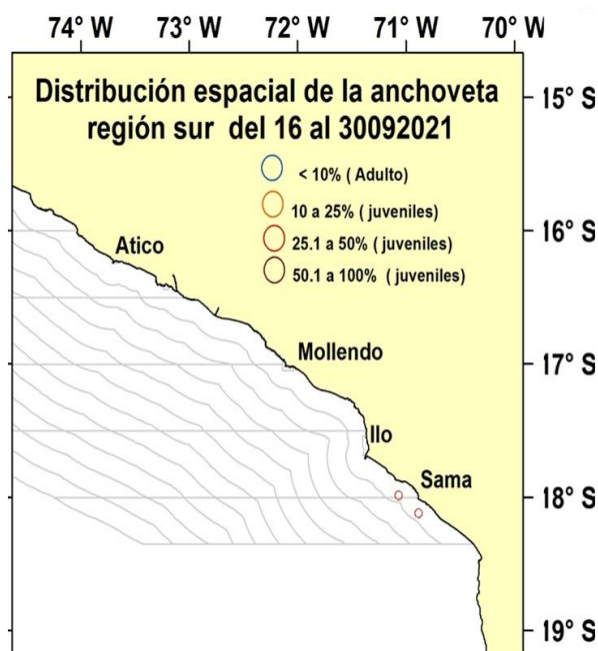 74° W 73° W 72° W 71° W 70° W
Distribución espacial de la anchoveta
región sur del 16 al 30092021
< 10% ( Adulto)
10 a 25% ( juveniles)
25.1 a 50% ( juveniles)
50.1 a 100% ( juveniles)
15° S
16° S
Atico
Mollendo
17° S
Ilo
Sama
18° S
19° S